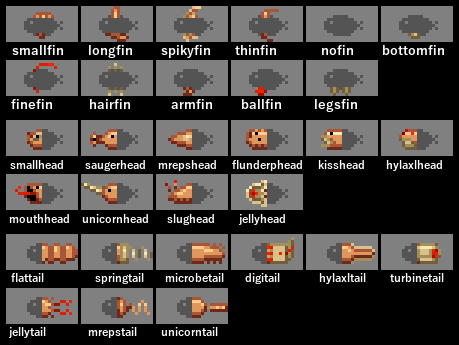 smallfin longfin spikyfin thinfin nofin bottomfin
finefin hairfin armfin ballfin legsfin
smallhead saugerhead mrepshead flunderphead kisshead hylaxlhead
mouthhead unicornhead slughead jellyhead
flattail springtail microbetail digitail hylaxltail turbinetail
jellytail mrepstail unicorntail